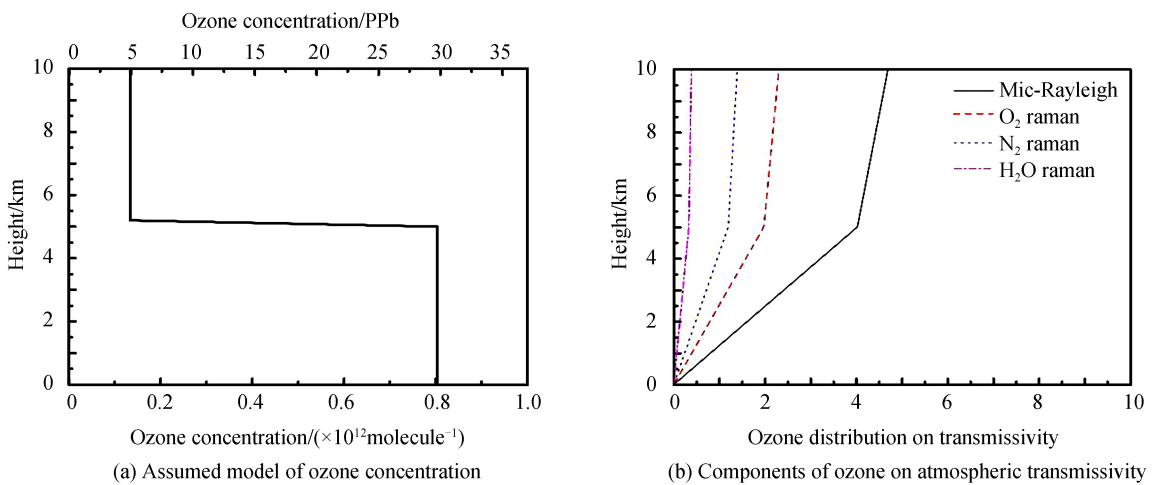 Ozone concentration/PPb
0 5 10 15 20 25 30 35
10
8
6
4
2
0
Height/km
0 0.2 0.4 0.6 0.8 1.0
Ozone concentration/(×10¹²molecule⁻¹)
(a) Assumed model of ozone concentration
10
8
6
4
2
0
Height/km
Mic-Rayleigh
O₂ raman
N₂ raman
H₂O raman
0 2 4 6 8 10
Ozone distribution on transmissivity
(b) Components of ozone on atmospheric transmissivity